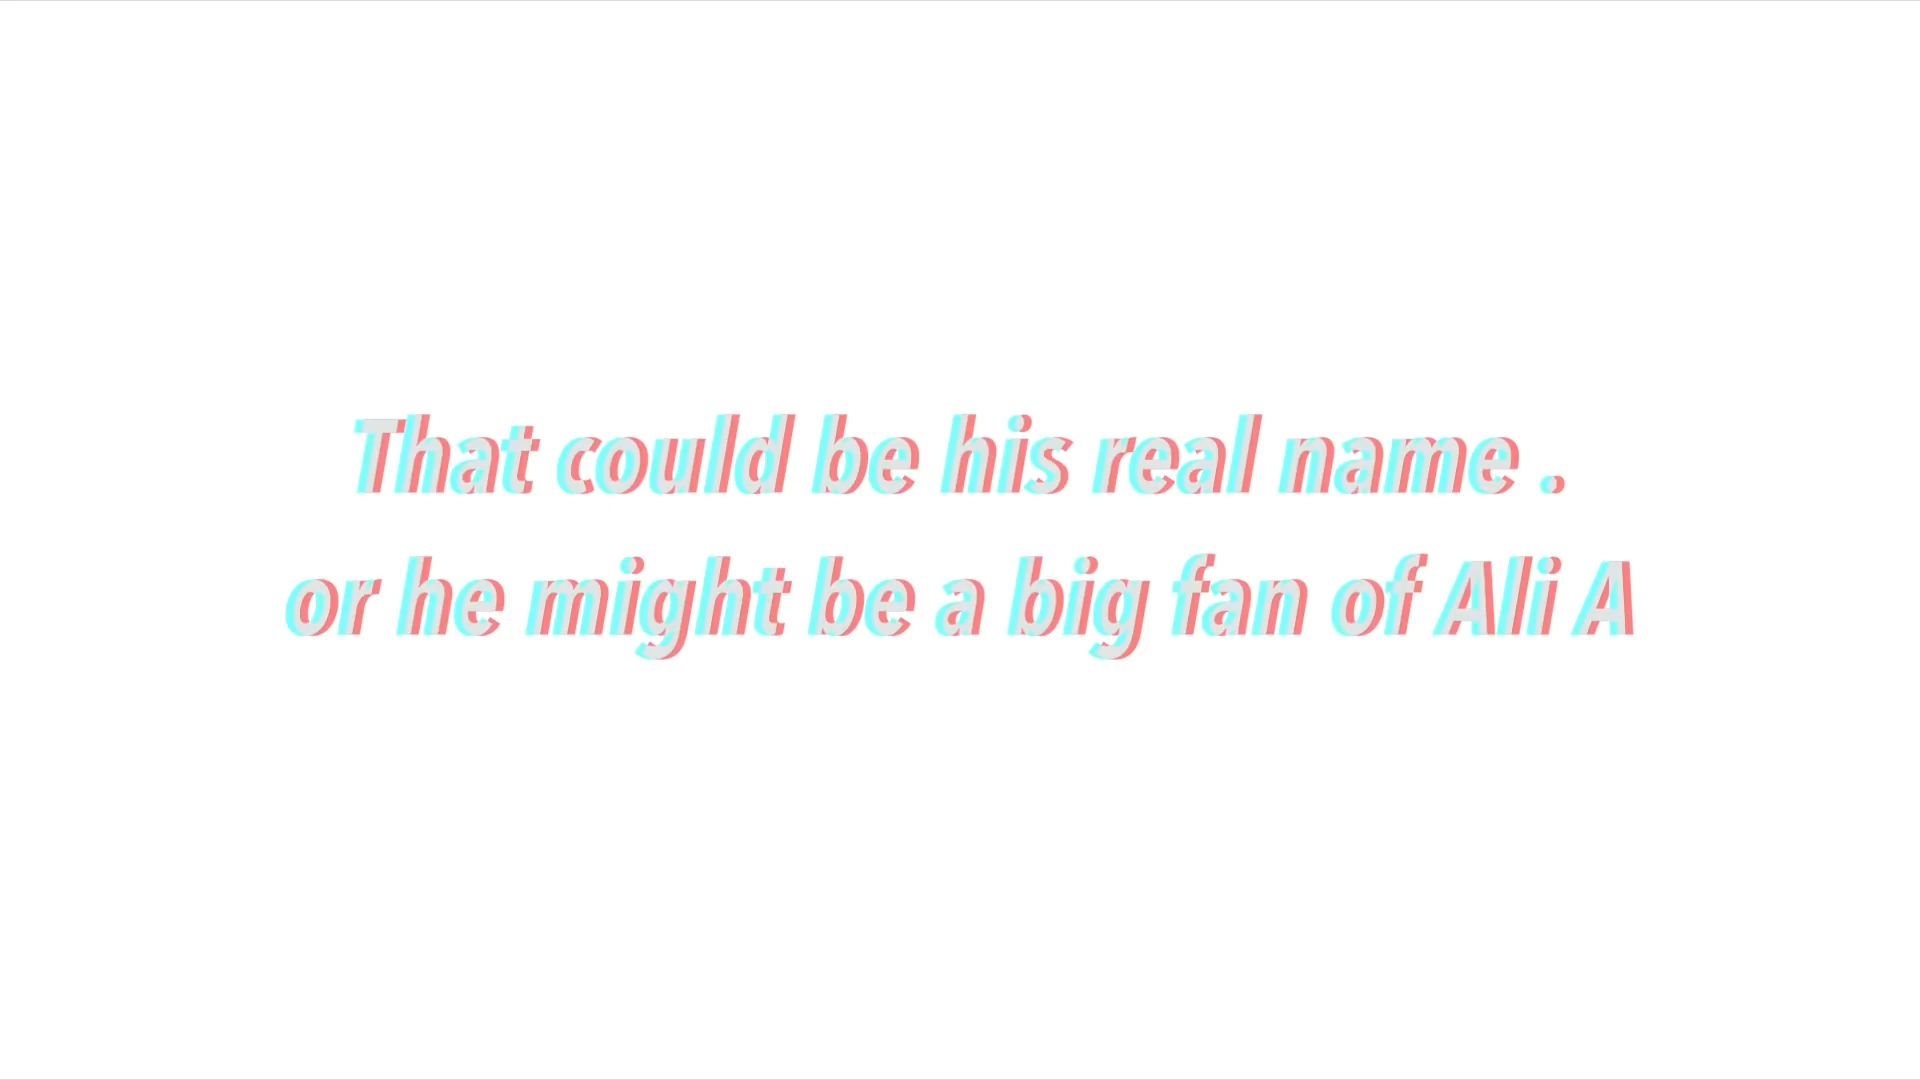 That could be his real name .
or he might be a big fan of Ali A